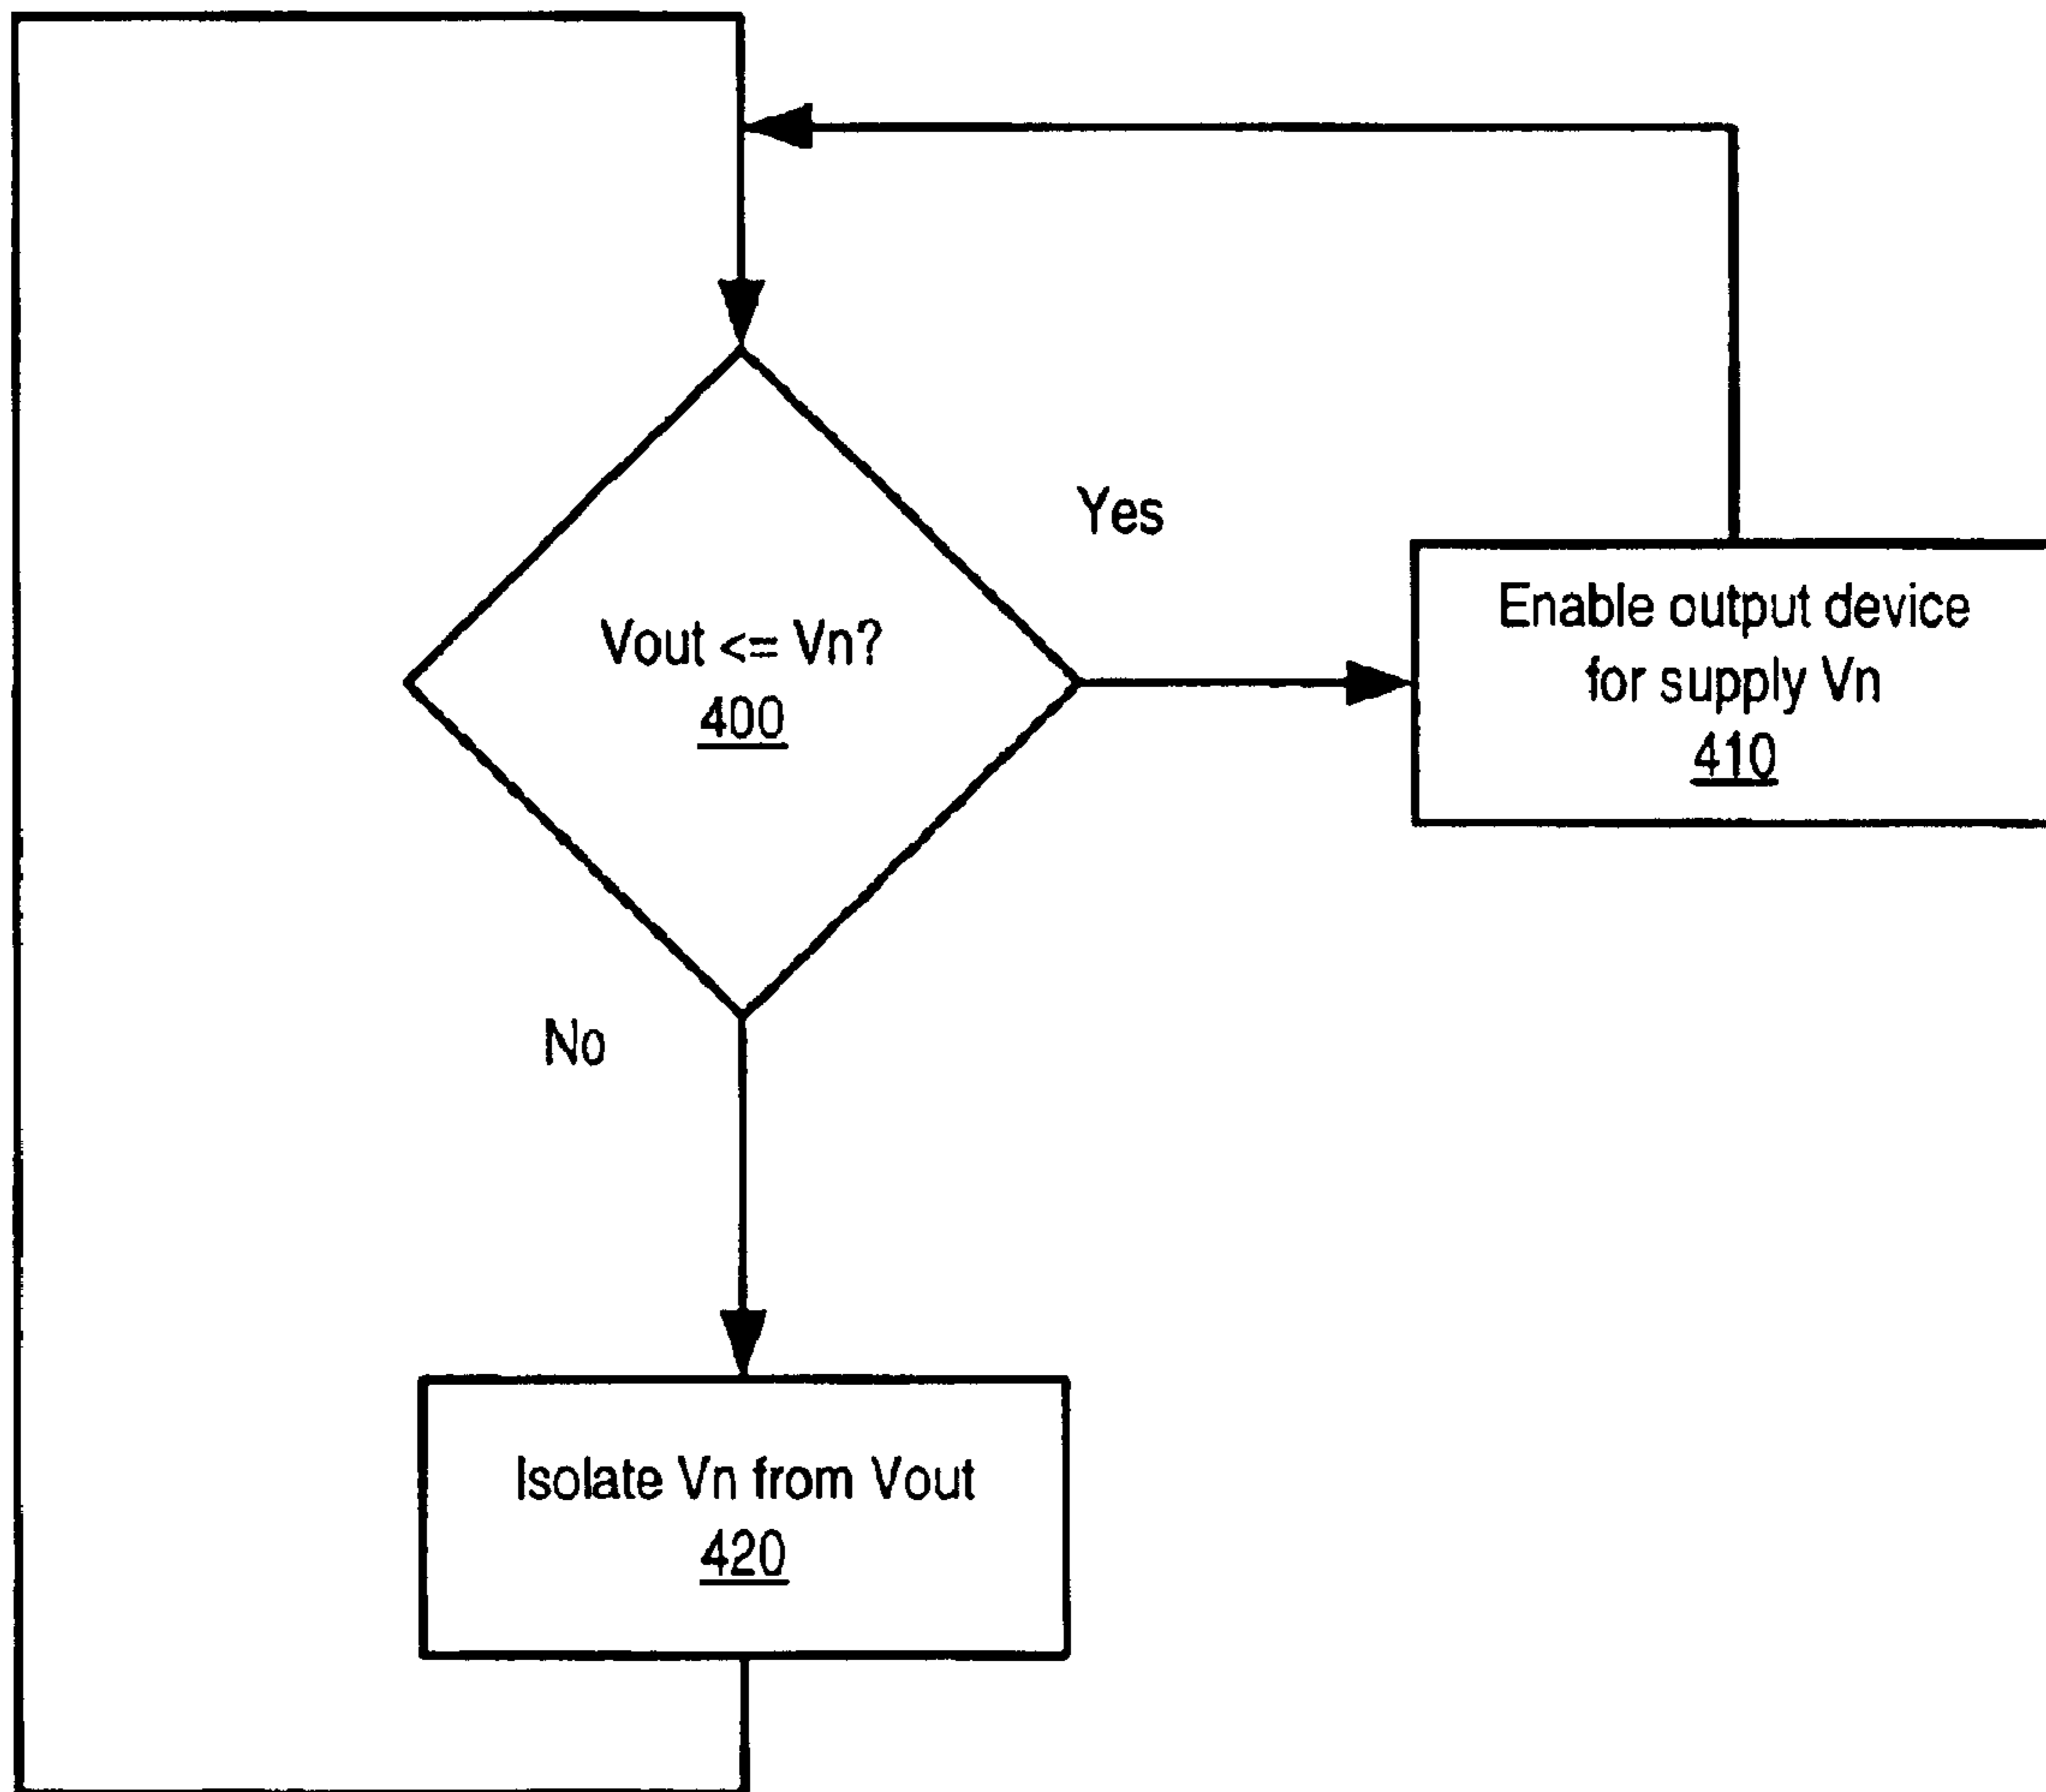 Yes
Vout <= Vn?
400
Enable output device
for supply Vn
410
No
Isolate Vn from Vout
420